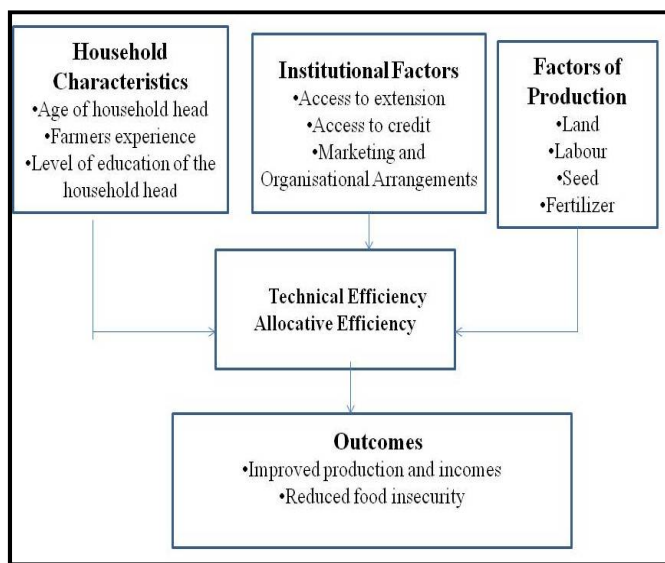 Household
Characteristics
•Age of household head
•Farmers experience
•Level of education of the
household head
Institutional Factors
•Access to extension
•Access to credit
•Marketing and
Organisational Arrangements
Factors of
Production
•Land
•Labour
•Seed
•Fertilizer
Technical Efficiency
Allocative Efficiency
Outcomes
•Improved production and incomes
•Reduced food insecurity